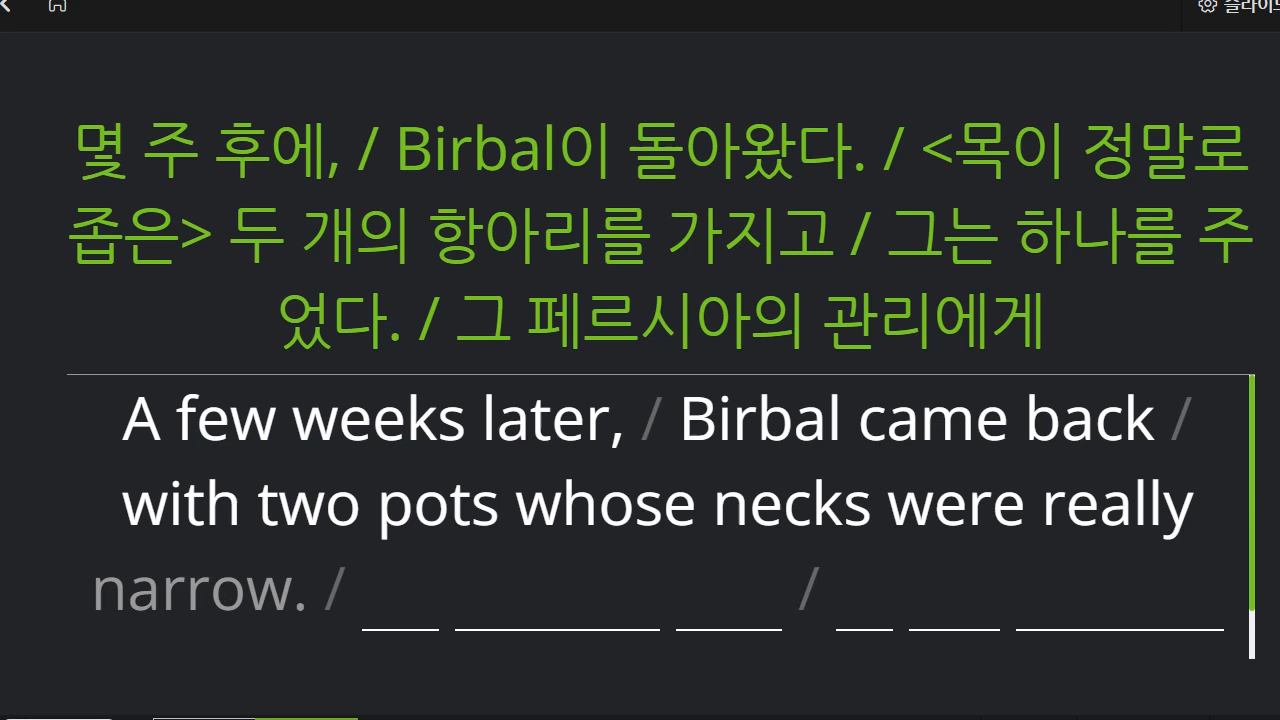 몇 주 후에, / Birbal이 돌아왔다. / <목이 정말로
좁은> 두 개의 항아리를 가지고 / 그는 하나를 주
었다. / 그 페르시아의 관리에게
A few weeks later, / Birbal came back /
with two pots whose necks were really
narrow. / /